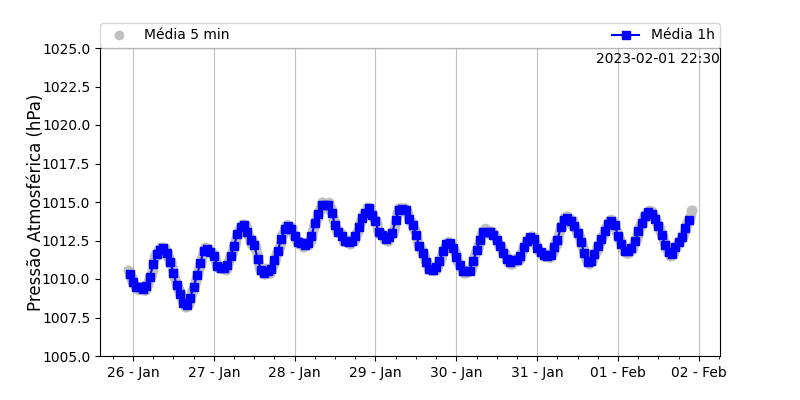 Média 5 min
Média 1h
2023-02-01 22:30
Pressão Atmosférica (hPa)
1025.0
1022.5
1020.0
1017.5
1015.0
1012.5
1010.0
1007.5
1005.0
26 - Jan
27 - Jan
28 - Jan
29 - Jan
30 - Jan
31 - Jan
01 - Feb
02 - Feb